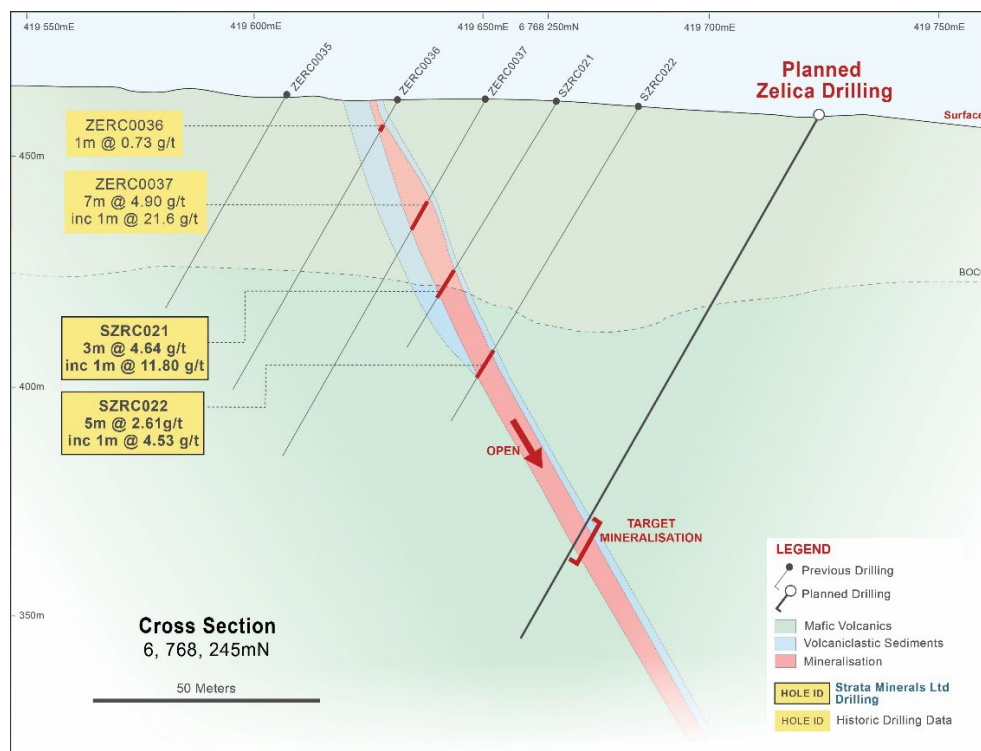 419 550mE
419 600mE
419 650mE
6 768 250mN
419 700mE
419 750mE
ZERC0035
ZERC0036
ZERC0037
SZRC021
SZRC022
Planned
Zelica Drilling
Surface
ZERC0036
1m @ 0.73 g/t
450m
ZERC0037
7m @ 4.90 g/t
inc 1m @ 21.6 g/t
BOCO
SZRC021
3m @ 4.64 g/t
inc 1m @ 11.80 g/t
400m
SZRC022
5m @ 2.61g/t
inc 1m @ 4.53 g/t
OPEN
TARGET
MINERALISATION
350m
Cross Section
6, 768, 245mN
50 Meters
LEGEND
Previous Drilling
Planned Drilling
Mafic Volcanics
Volcaniclastic Sediments
Mineralisation
HOLE ID
Strata Minerals Ltd
Drilling
HOLE ID
Historic Drilling Data